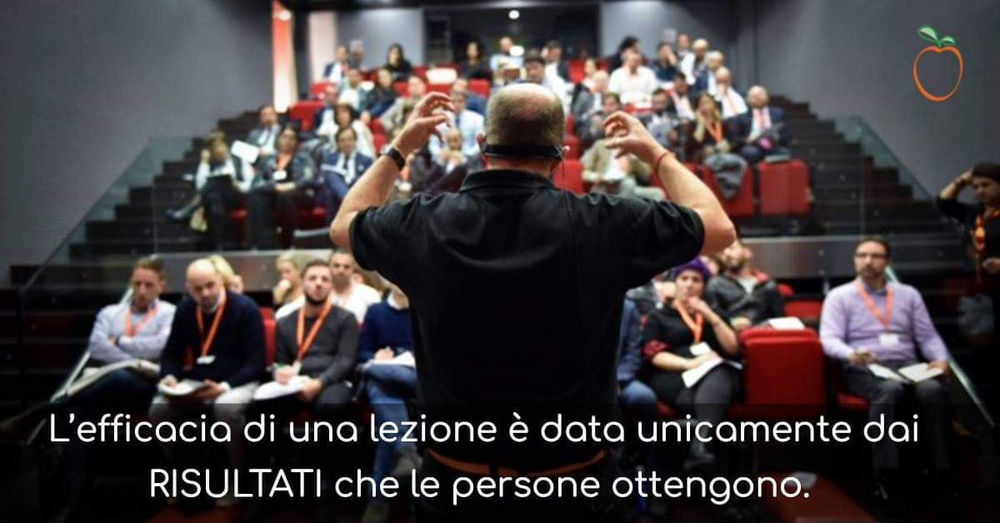 L’efficacia di una lezione è data unicamente dai
RISULTATI che le persone ottengono.